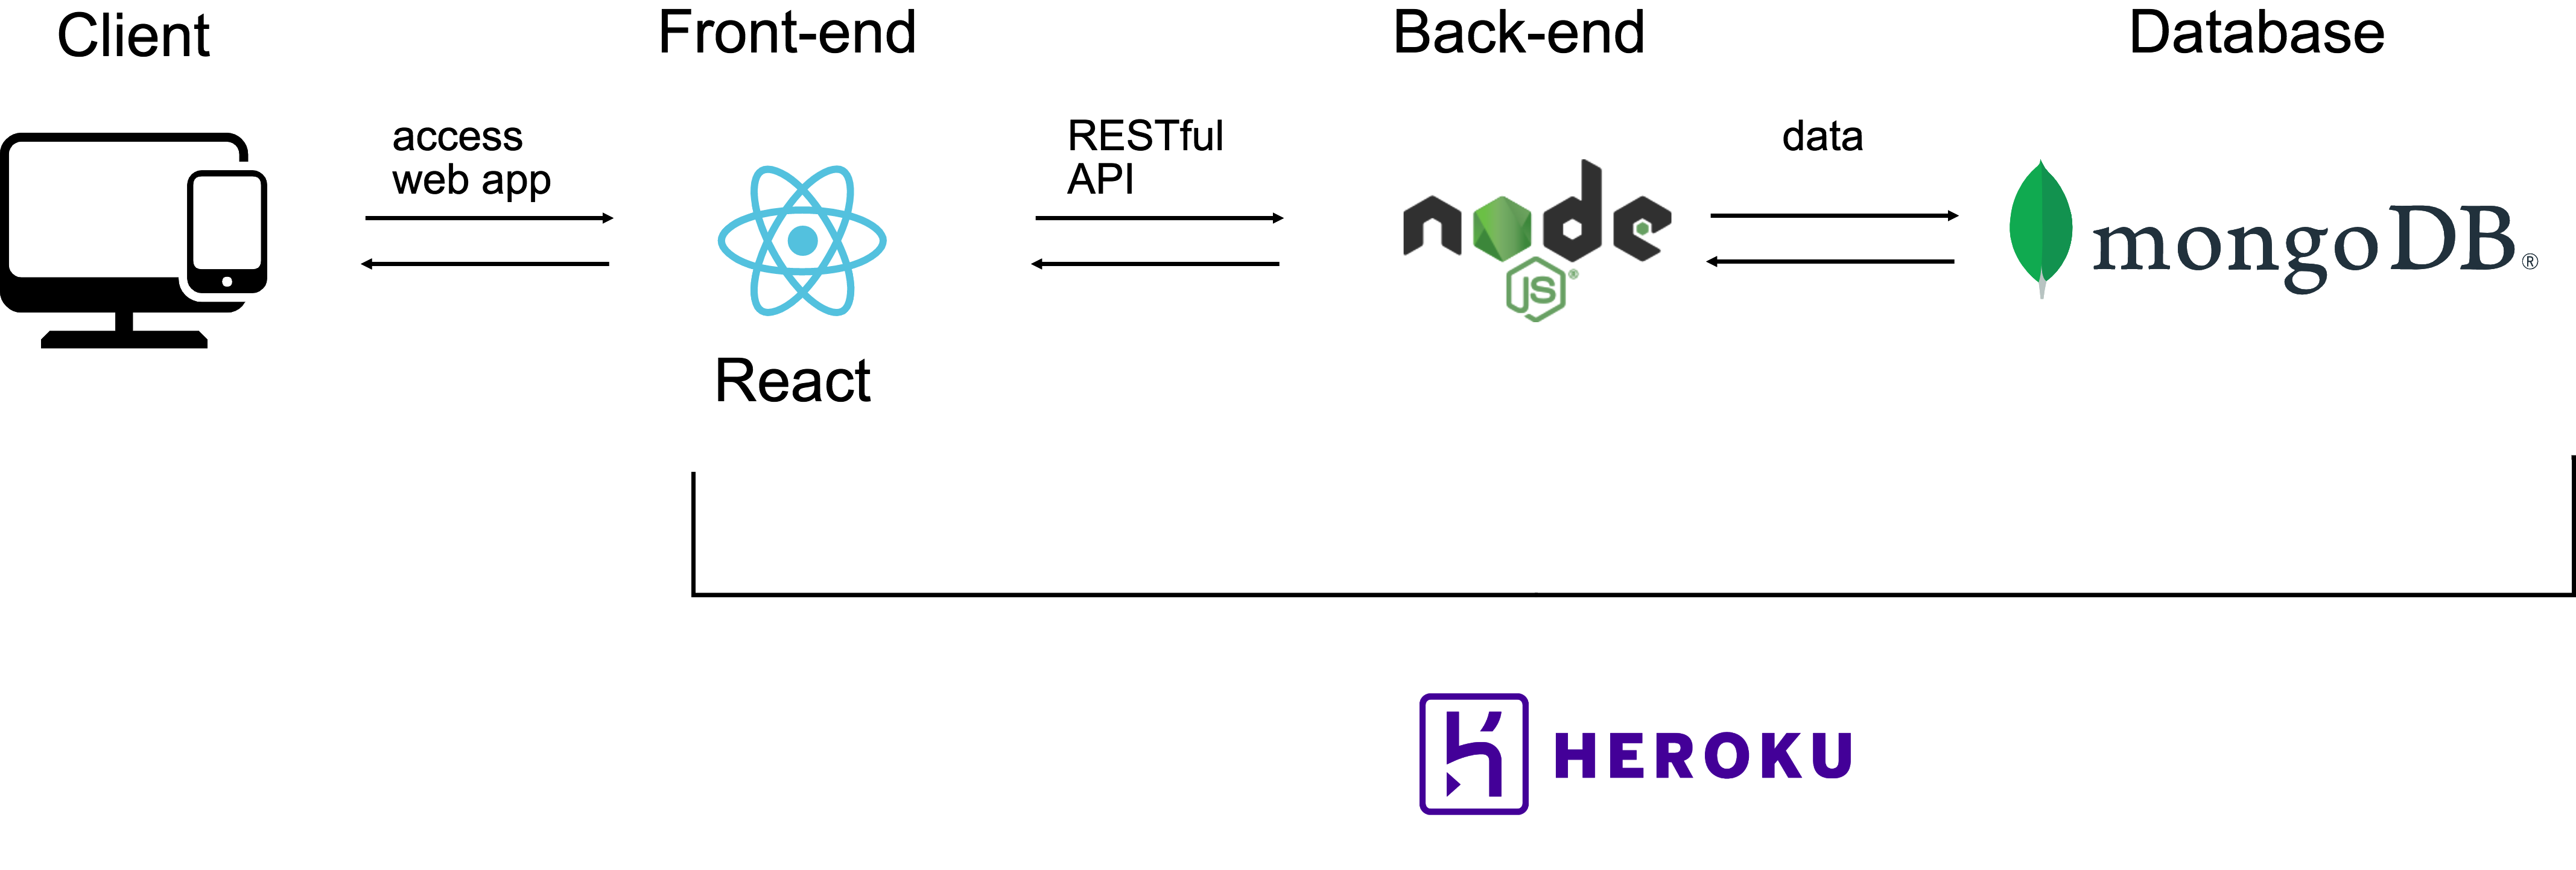 Client
Front-end
Back-end
Database
access
web app
RESTful
API
data
node
JS®
mongoDB®
React
HEROKU